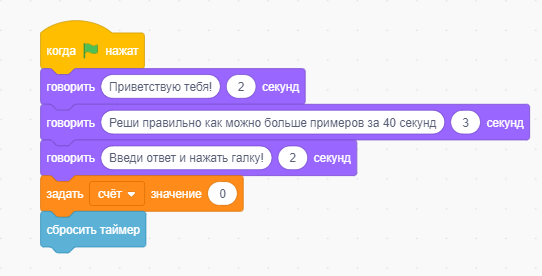 когда нажат
говорить Приветствую тебя! 2 секунд
говорить Реши правильно как можно больше примеров за 40 секунд 3 секунд
говорить Введи ответ и нажать галку! 2 секунд
задать счёт значение 0
сбросить таймер